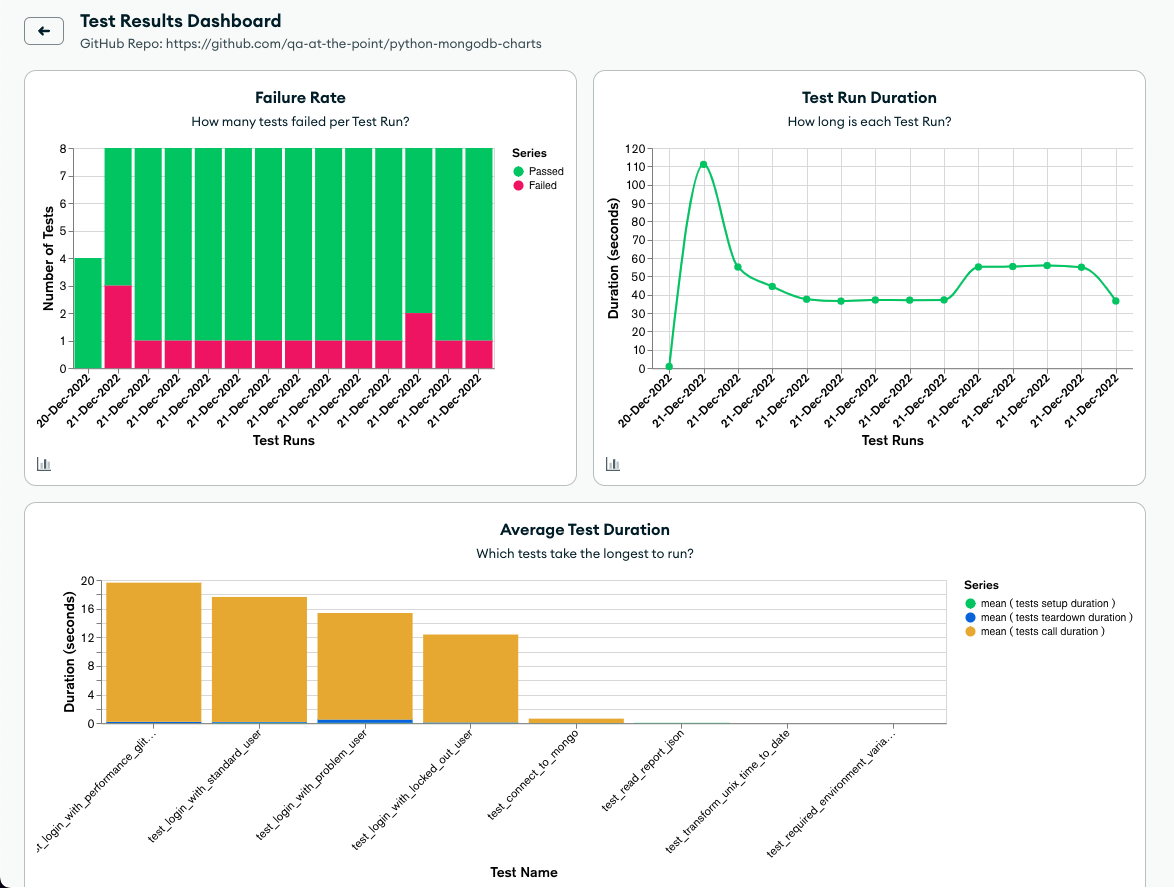 Test Results Dashboard
GitHub Repo: https://github.com/qa-at-the-point/python-mongodb-charts
Failure Rate
How many tests failed per Test Run?
Number of Tests
8
7
6
5
4
3
2
1
0
20-Dec-2022
21-Dec-2022
21-Dec-2022
21-Dec-2022
21-Dec-2022
21-Dec-2022
21-Dec-2022
21-Dec-2022
21-Dec-2022
21-Dec-2022
21-Dec-2022
21-Dec-2022
21-Dec-2022
21-Dec-2022
Test Runs
Series
Passed
Failed
Test Run Duration
How long is each Test Run?
Duration (seconds)
120
110
100
90
80
70
60
50
40
30
20
10
0
20-Dec-2022
21-Dec-2022
21-Dec-2022
21-Dec-2022
21-Dec-2022
21-Dec-2022
21-Dec-2022
21-Dec-2022
21-Dec-2022
21-Dec-2022
21-Dec-2022
21-Dec-2022
21-Dec-2022
21-Dec-2022
Test Runs
Average Test Duration
Which tests take the longest to run?
Duration (seconds)
20
16
12
8
4
0
st_login_with_performance_glit…
test_login_with_standard_user
test_login_with_problem_user
test_login_with_locked_out_user
test_connect_to_mongo
test_read_report_json
test_transform_unix_time_to_date
test_required_environment_varia…
Test Name
Series
mean ( tests setup duration )
mean ( tests teardown duration )
mean ( tests call duration )